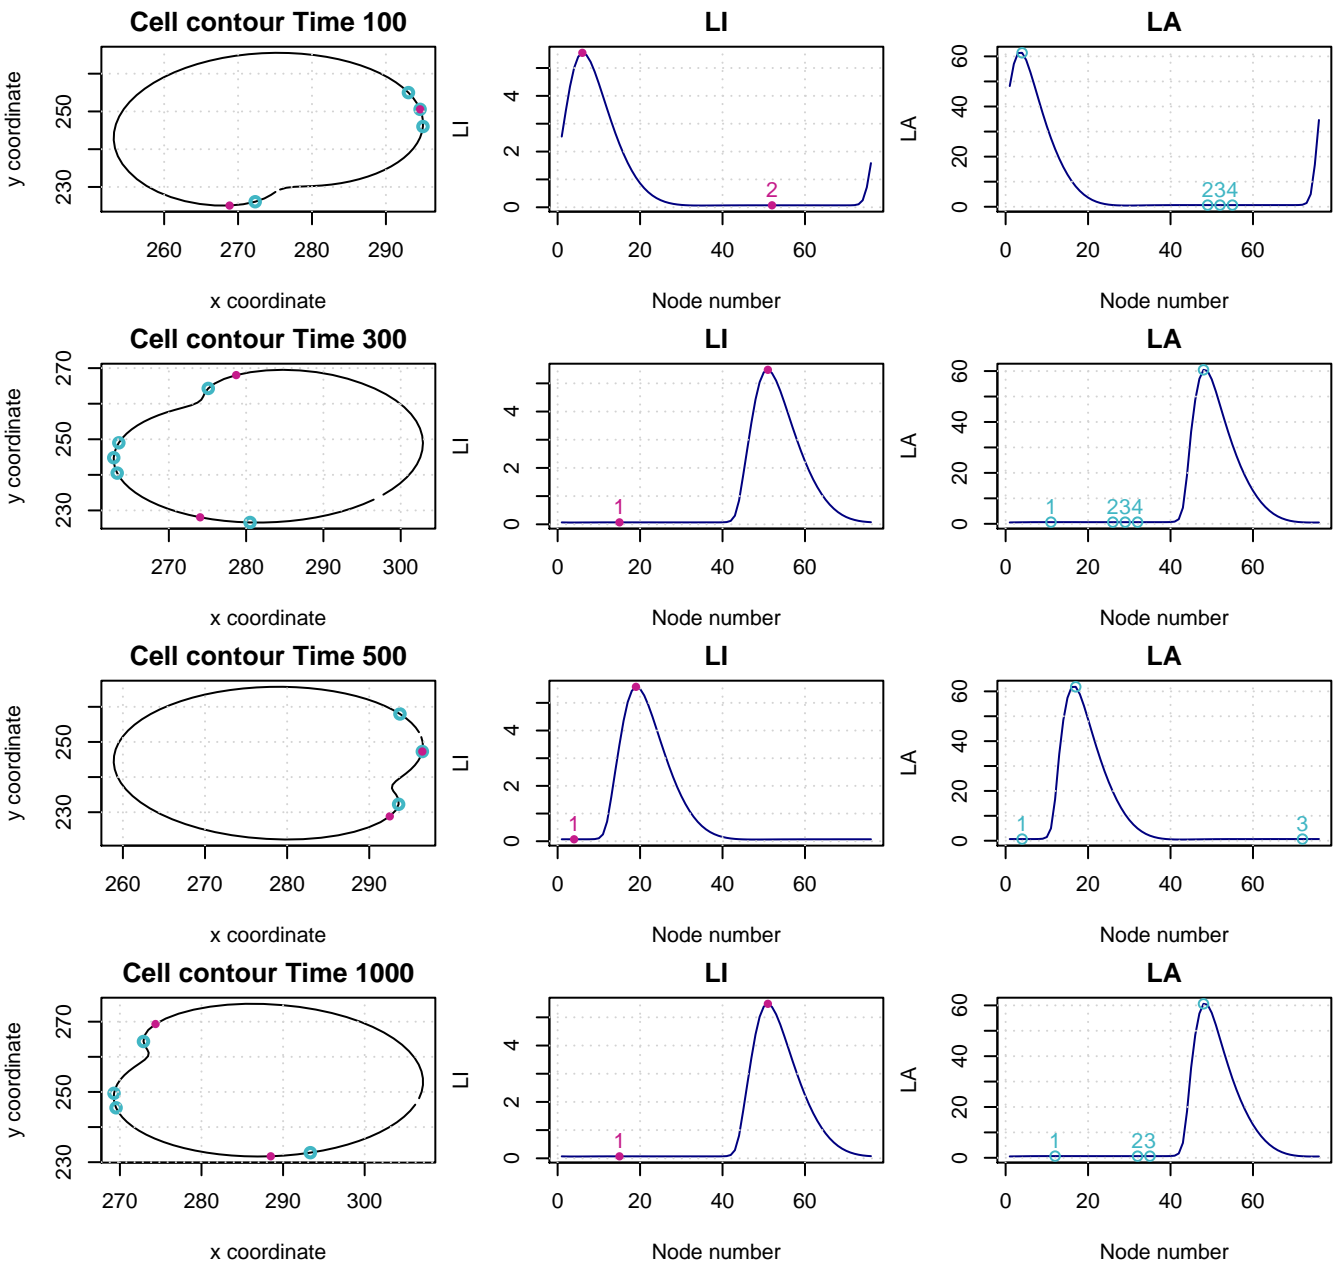 Cell contour Time 100
LI
LA
y coordinate
230
250
260
270
280
290
x coordinate
LI
0
2
4
2
0
20
40
60
Node number
LA
0
20
40
60
234
0
20
40
60
Node number
Cell contour Time 300
LI
LA
y coordinate
230
250
270
270
280
290
300
x coordinate
LI
0
2
4
1
0
20
40
60
Node number
LA
0
20
40
60
1
234
0
20
40
60
Node number
Cell contour Time 500
LI
LA
y coordinate
230
250
260
270
280
290
x coordinate
LI
0
2
4
1
0
20
40
60
Node number
LA
0
20
40
60
1
3
0
20
40
60
Node number
Cell contour Time 1000
LI
LA
y coordinate
230
250
270
270
280
290
300
x coordinate
LI
0
2
4
1
0
20
40
60
Node number
LA
0
20
40
60
1
23
0
20
40
60
Node number